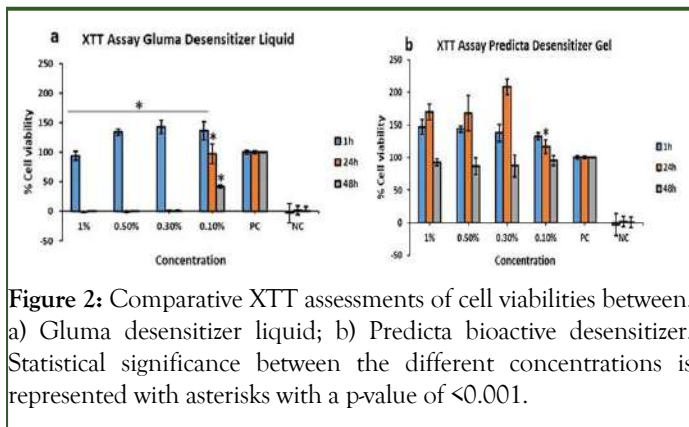 a XTT Assay Gluma Desensitizer Liquid
250
200
150
100
50
0
-50
% Cell viability
*
*
*
1h
24h
48h
1% 0.50% 0.30% 0.10% PC NC
Concentration
b XTT Assay Predicta Desensitizer Gel
250
200
150
100
50
0
-50
% Cell viability
*
1h
24h
48h
1% 0.50% 0.30% 0.10% PC NC
Concentration
Figure 2: Comparative XTT assessments of cell viabilities between.
a) Gluma desensitizer liquid; b) Predicta bioactive desensitizer.
Statistical significance between the different concentrations is
represented with asterisks with a p-value of <0.001.